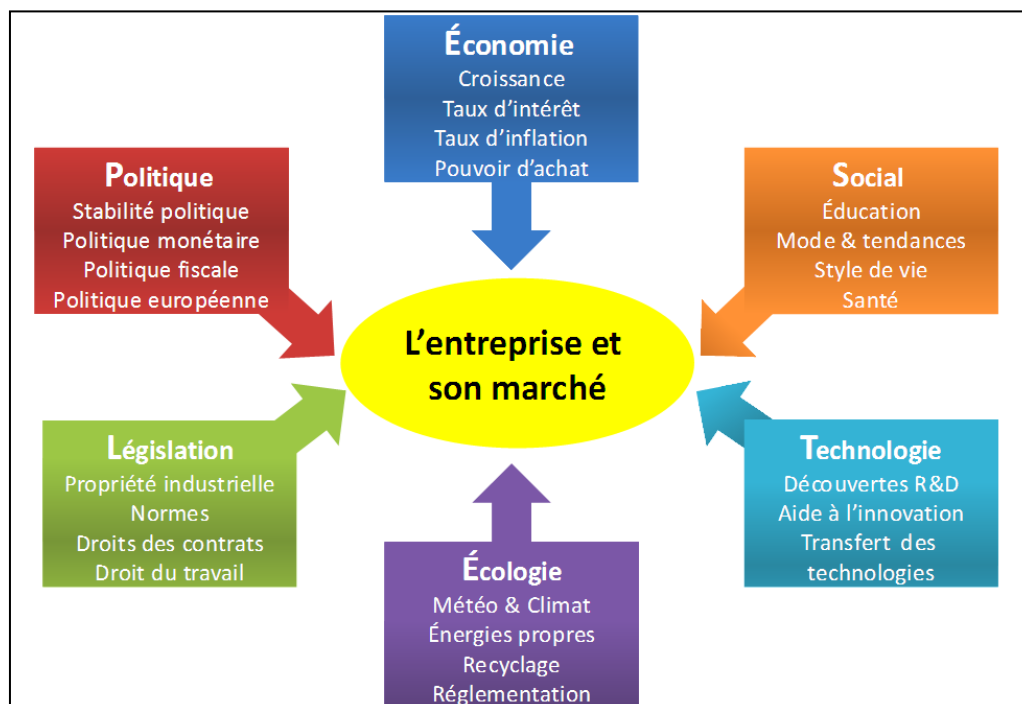 Économie
Croissance
Taux d'intérêt
Taux d'inflation
Pouvoir d'achat
Politique
Stabilité politique
Politique monétaire
Politique fiscale
Politique européenne
Social
Éducation
Mode & tendances
Style de vie
Santé
L'entreprise et
son marché
Législation
Propriété industrielle
Normes
Droits des contrats
Droit du travail
Technologie
Découvertes R&D
Aide à l'innovation
Transfert des
technologies
Écologie
Météo & Climat
Énergies propres
Recyclage
Réglementation